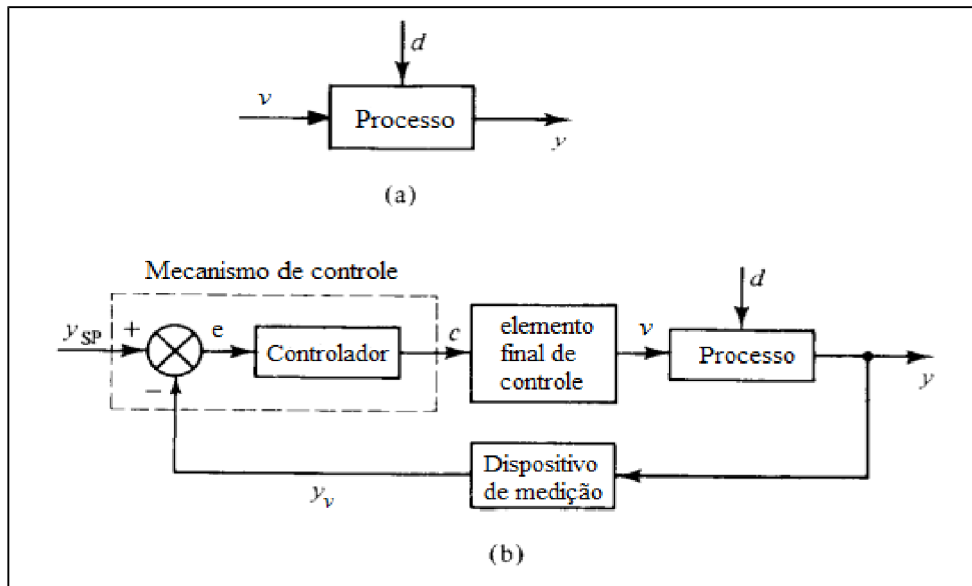 d
v
Processo
y
(a)
Mecanismo de controle
d
y_SP + e Controlador c
elemento
final de
controle
v
Processo
y
−
Dispositivo
de medição
y_v
(b)